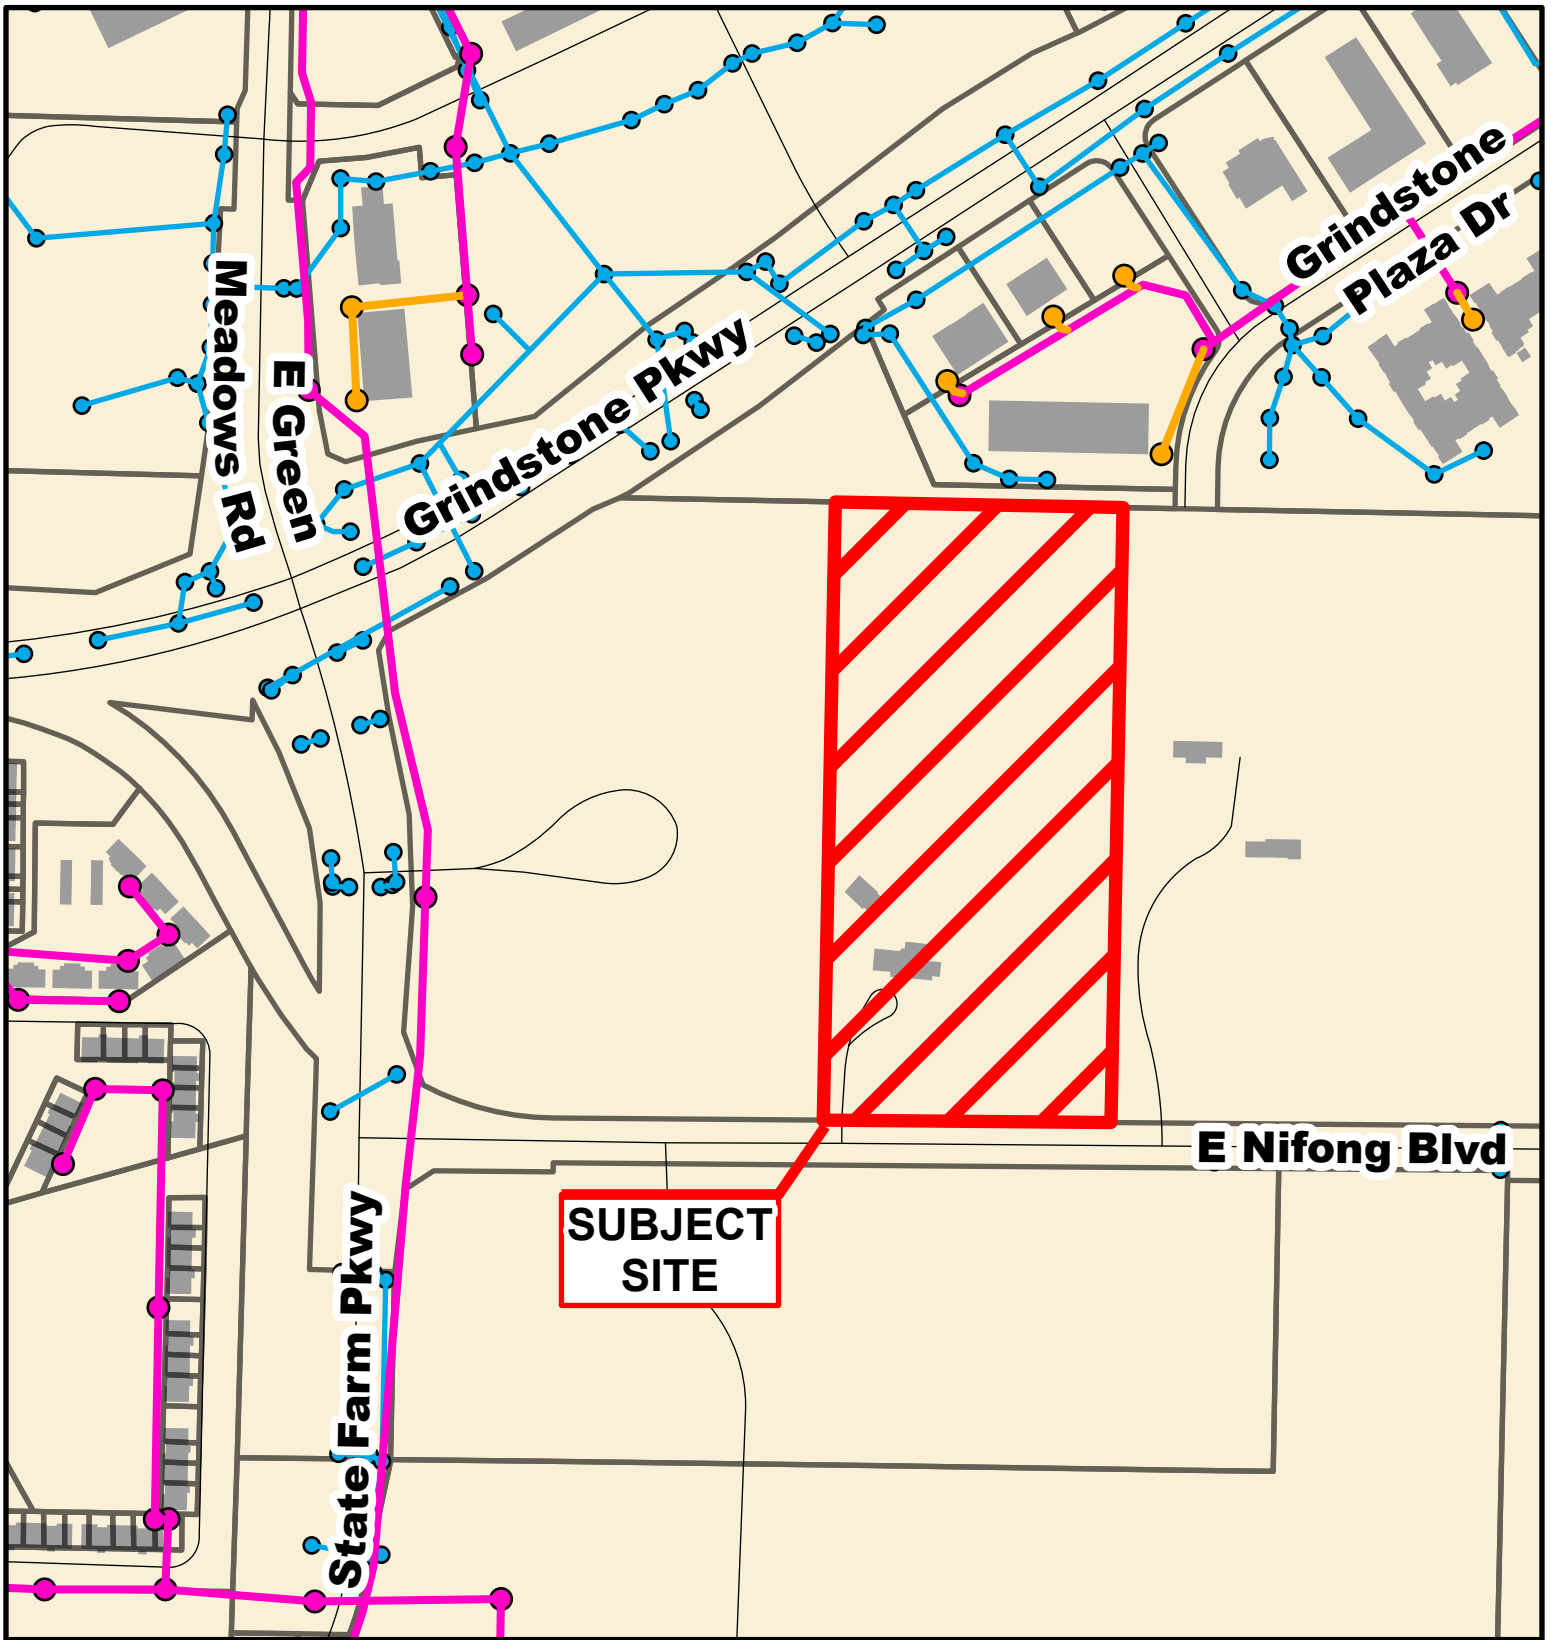 Grindstone
Plaza Dr
Meadows Rd
E Green
Grindstone Pkwy
E Nifong Blvd
SUBJECT
SITE
State Farm Pkwy